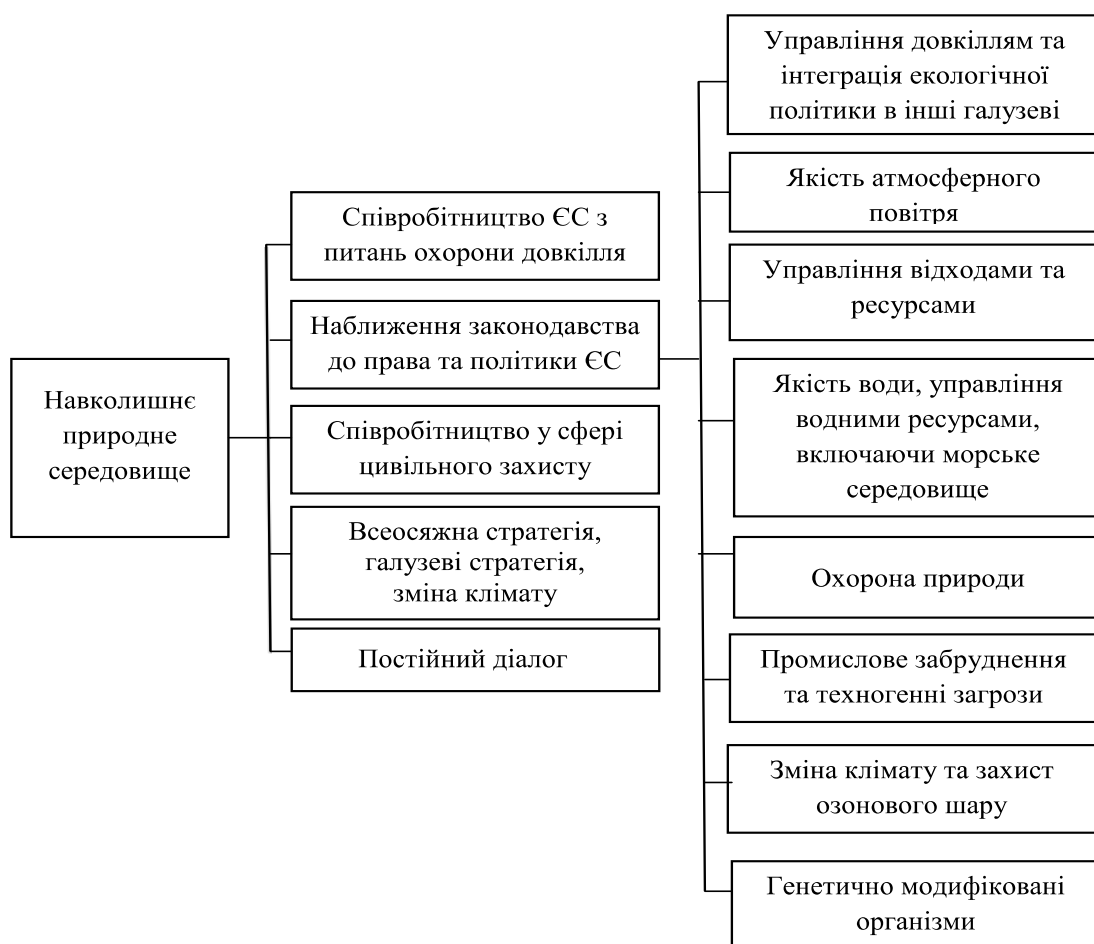 Навколишнє
природне
середовище
Співробітництво ЄС з
питань охорони довкілля
Наближення законодавства
до права та політики ЄС
Співробітництво у сфері
цивільного захисту
Всеосяжна стратегія,
галузеві стратегія,
зміна клімату
Постійний діалог
Управління довкіллям та
інтеграція екологічної
політики в інші галузеві
Якість атмосферного
повітря
Управління відходами та
ресурсами
Якість води, управління
водними ресурсами,
включаючи морське
середовище
Охорона природи
Промислове забруднення
та техногенні загрози
Зміна клімату та захист
озонового шару
Генетично модифіковані
організми